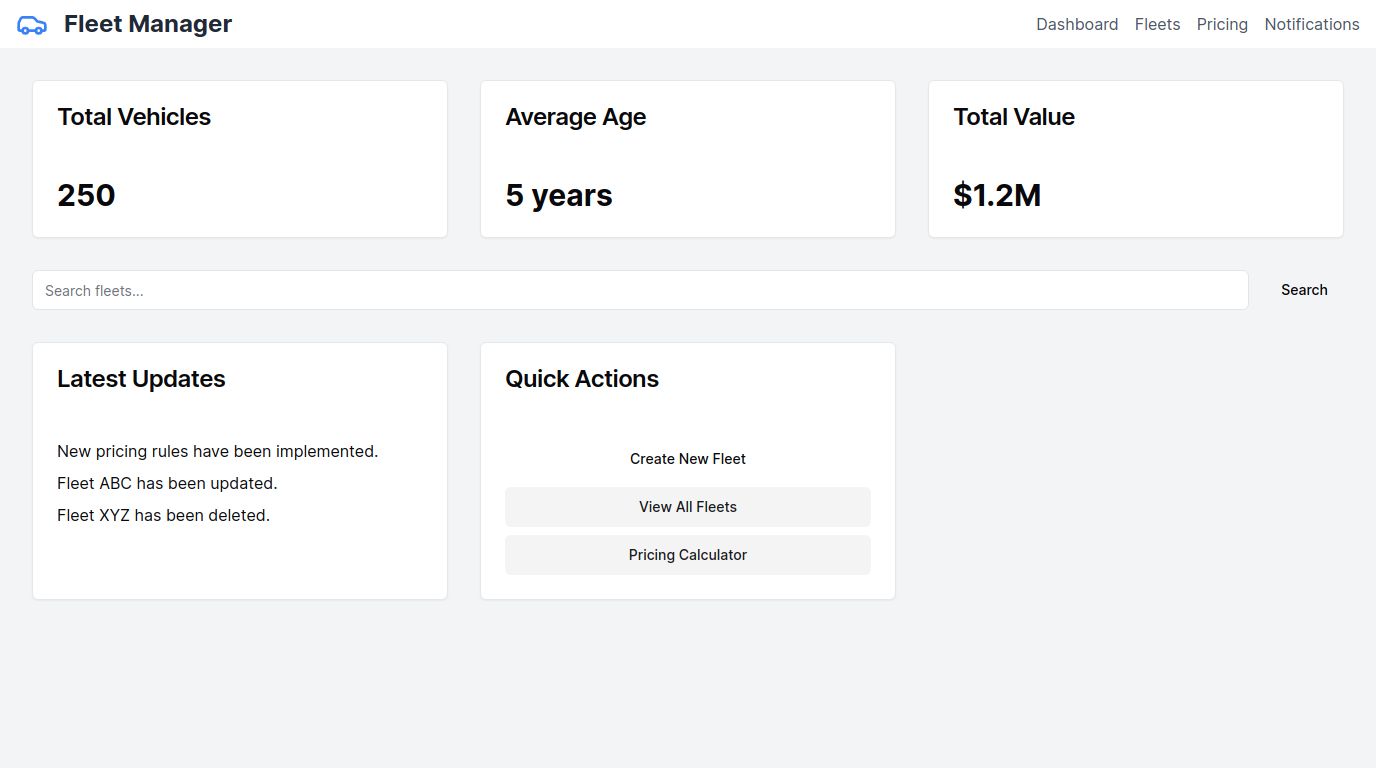 Fleet Manager
Dashboard Fleets Pricing Notifications
Total Vehicles
250
Average Age
5 years
Total Value
$1.2M
Search fleets...
Search
Latest Updates
New pricing rules have been implemented.
Fleet ABC has been updated.
Fleet XYZ has been deleted.
Quick Actions
Create New Fleet
View All Fleets
Pricing Calculator